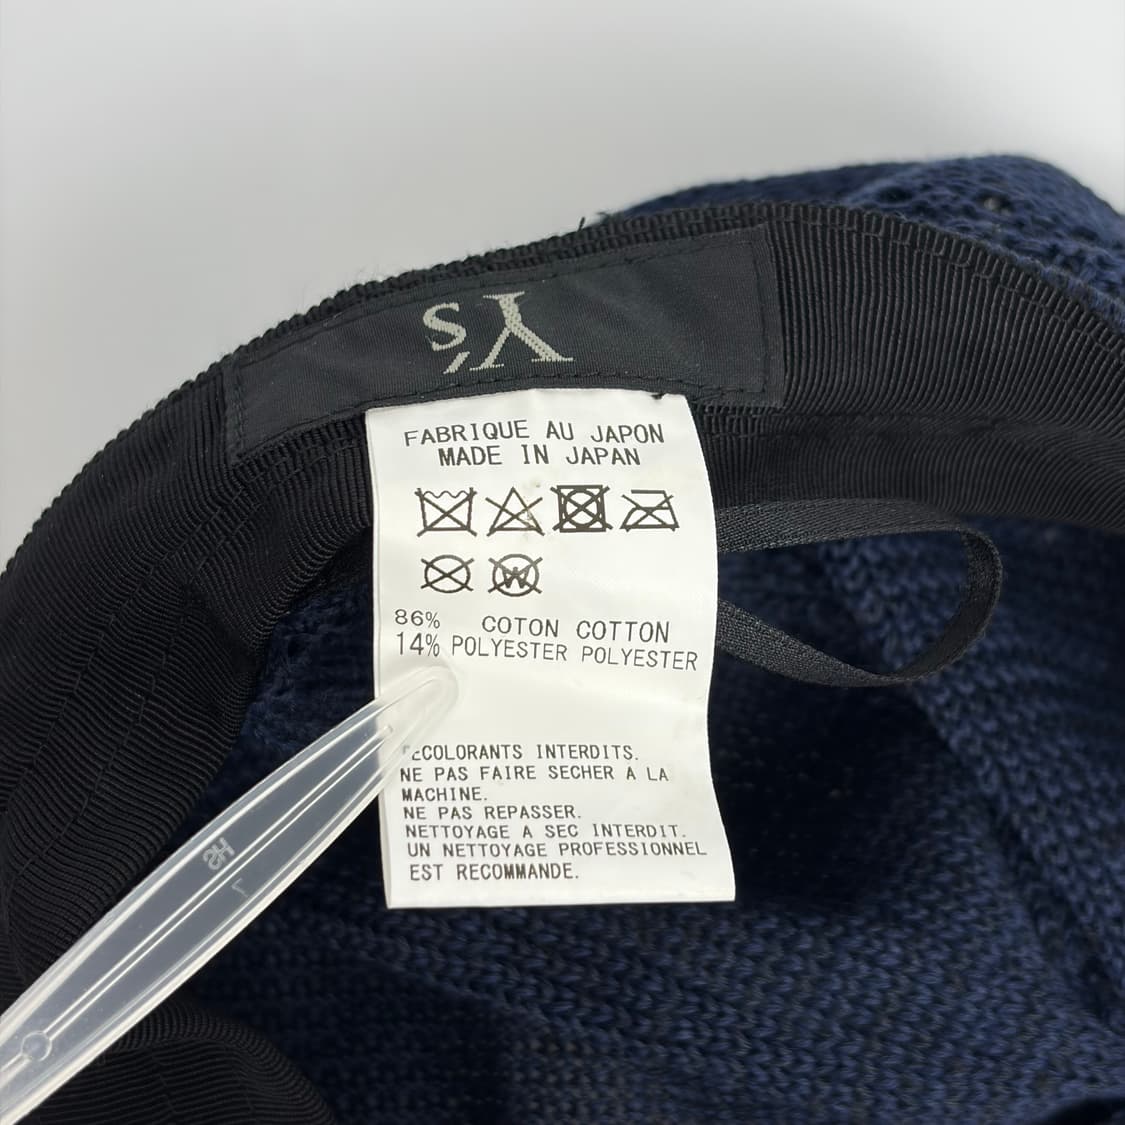 Y's
FABRIQUE AU JAPON
MADE IN JAPAN
W
86% COTON COTTON
14% POLYESTER POLYESTER
DECOLORANTS INTERDITS.
NE PAS FAIRE SECHER A LA
MACHINE.
NE PAS REPASSER.
NETTOYAGE A SEC INTERDIT.
UN NETTOYAGE PROFESSIONNEL
EST RECOMMANDE.